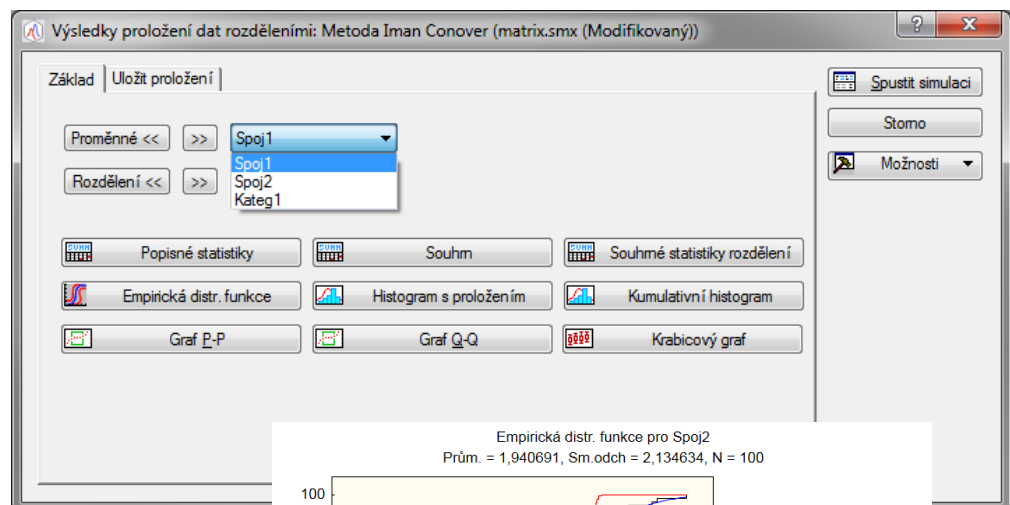 Výsledky proložení dat rozděleními: Metoda Iman Conover (matrix.smx (Modifikovaný))
Základ Uložit proložení
Spustit simulaci
Storno
Možnosti
Proměnné << >> Spoj1
Spoj1
Rozdělení << >> Spoj2
Kateg1
Popisné statistiky Souhrn Souhrné statistiky rozdělení
Empirická distr. funkce Histogram s proložením Kumulativní histogram
Graf P-P Graf Q-Q Krabicový graf
Empirická distr. funkce pro Spoj2
Prům. = 1,940691, Sm.odch = 2,134634, N = 100
100